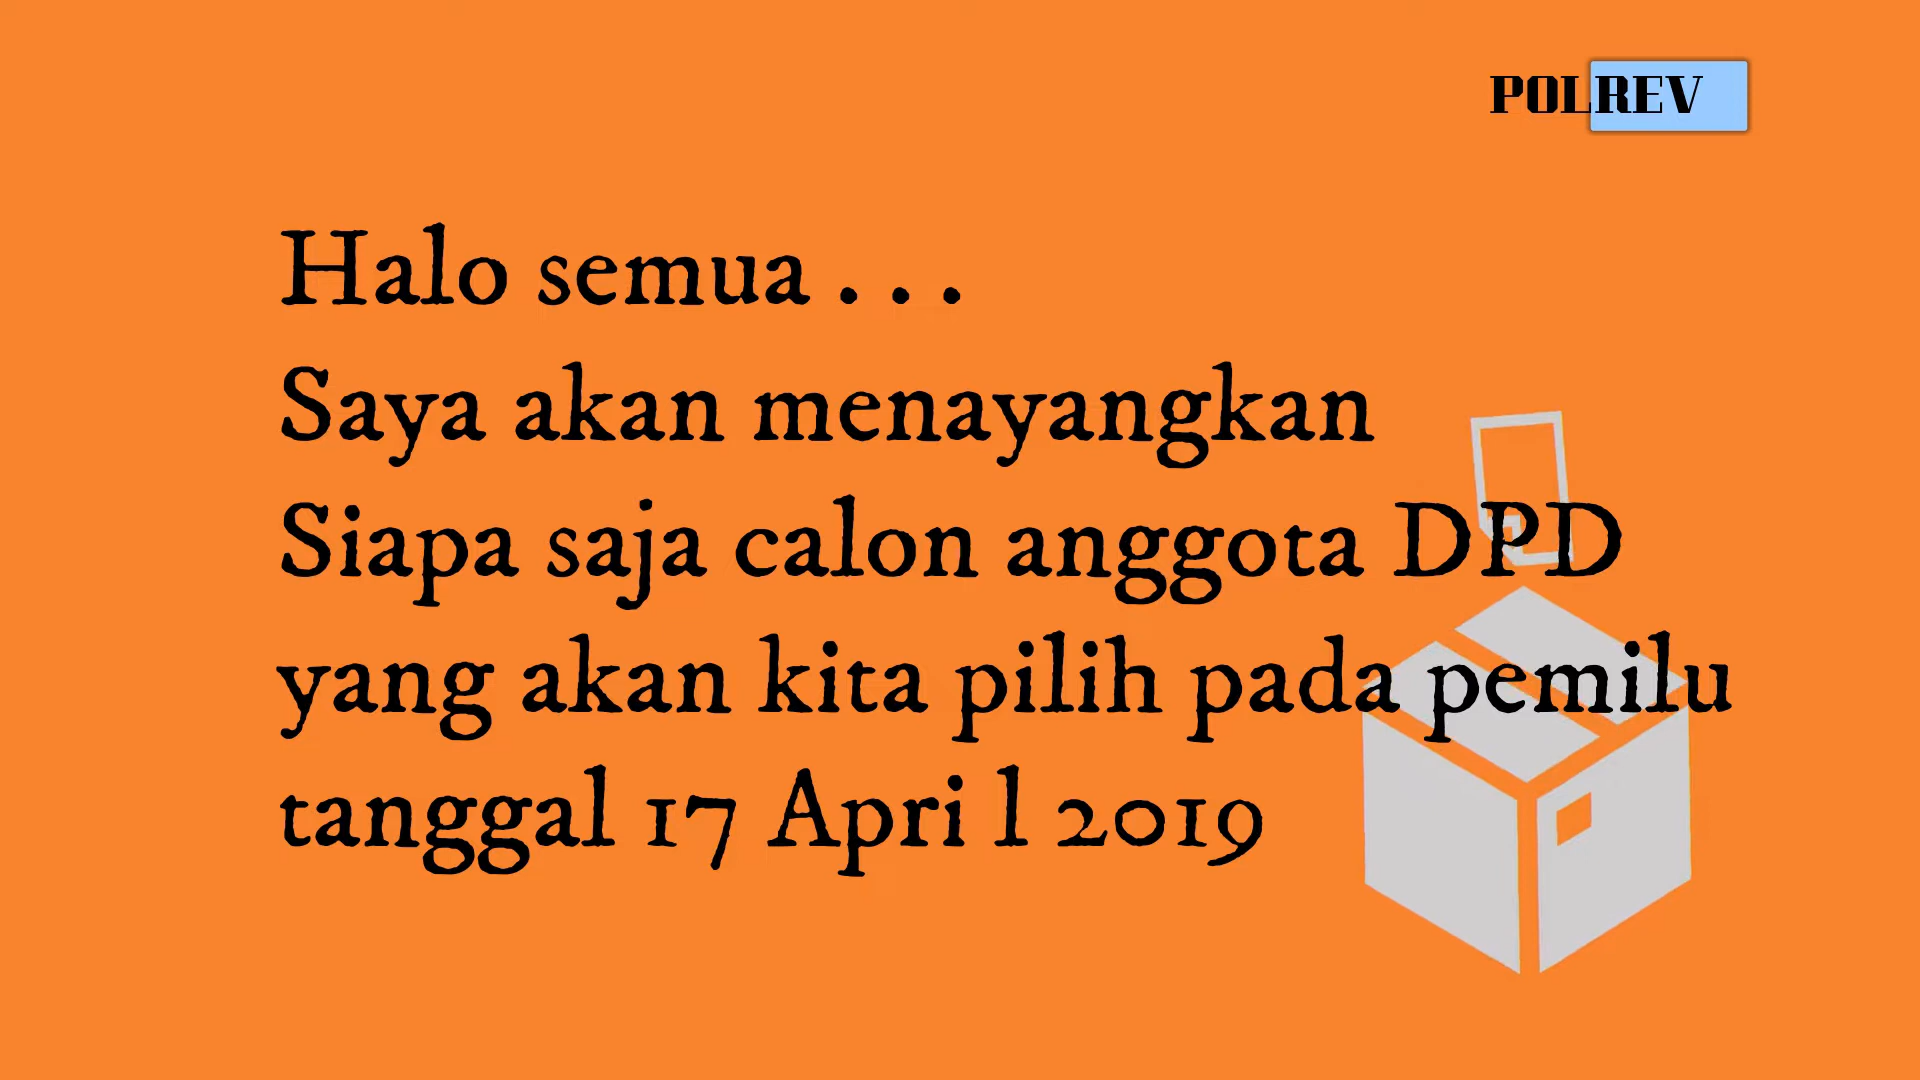 POLREV
Halo semua . . .
Saya akan menayangkan
Siapa saja calon anggota DPD
yang akan kita pilih pada pemilu
tanggal 17 Apri l 2019